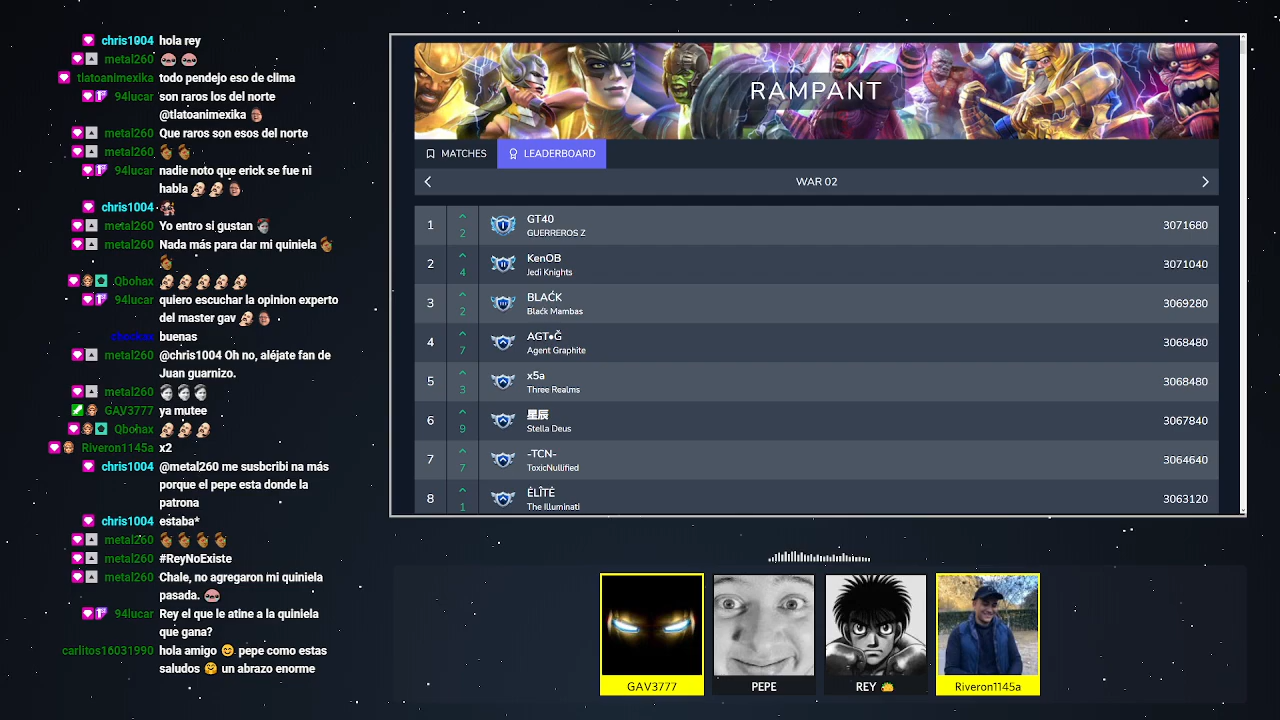 chris1004 hola rey
metal260
tlatoanimexika todo pendejo eso de clima
94lucar son raros los del norte
@tlatoanimexika
metal260 Que raros son esos del norte
metal260
94lucar nadie noto que erick se fue ni
habla
chris1004
metal260 Yo entro si gustan
metal260 Nada más para dar mi quiniela
Qbohax
94lucar quiero escuchar la opinion experto
del master gav
buenas
metal260 @chris1004 Oh no, aléjate fan de
Juan guarnizo.
metal260
GAV3777 ya mutee
Qbohax
Riveron1145a x2
chris1004 @metal260 me susbcribi na más
porque el pepe esta donde la
patrona
chris1004 estaba*
metal260
metal260 #ReyNoExiste
metal260 Chale, no agregaron mi quiniela
pasada.
94lucar Rey el que le atine a la quiniela
que gana?
carlitos16031990 hola amigo 😊 pepe como estas
saludos 🤗 un abrazo enorme
RAMPANT
MATCHES LEADERBOARD
WAR 02
1 2 GT40 3071680
GUERREROS Z
2 4 KenOB 3071040
Jedi Knights
3 2 BLAĆK 3069280
Blaćk Mambas
4 7 AGT•Ğ 3068480
Agent Graphite
5 3 x5a 3068480
Three Realms
6 9 星辰 3067840
Stella Deus
7 7 -TCN- 3064640
ToxicNullified
8 1 ĖLÎTĖ 3063120
The Illuminati
GAV3777 PEPE REY 🌮 Riveron1145a